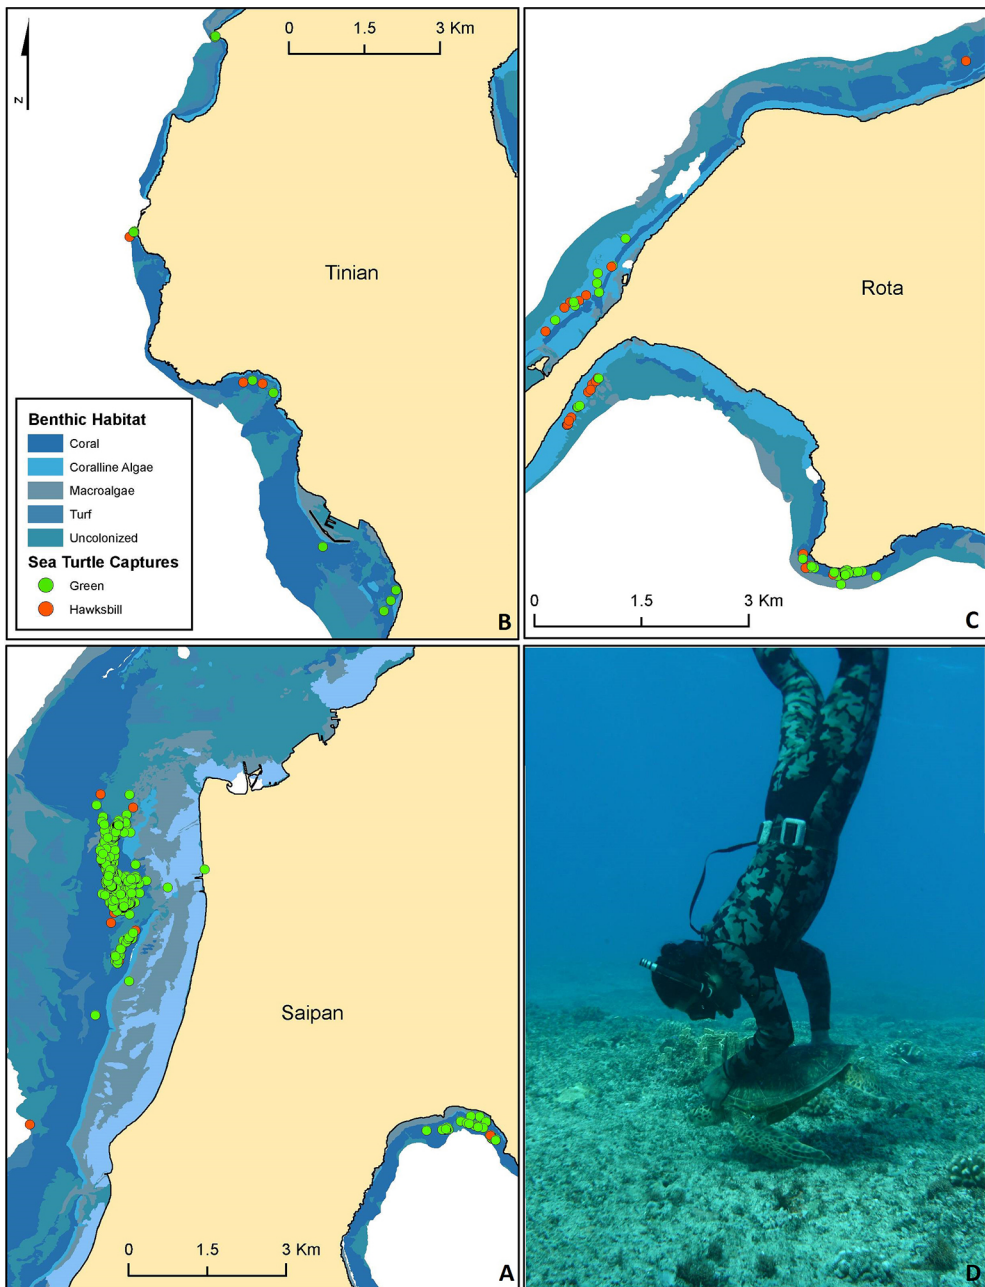 0 1.5 3 Km
N
Tinian
Benthic Habitat
Coral
Coralline Algae
Macroalgae
Turf
Uncolonized
Sea Turtle Captures
Green
Hawksbill
B
Rota
0 1.5 3 Km
C
Saipan
0 1.5 3 Km
A
D